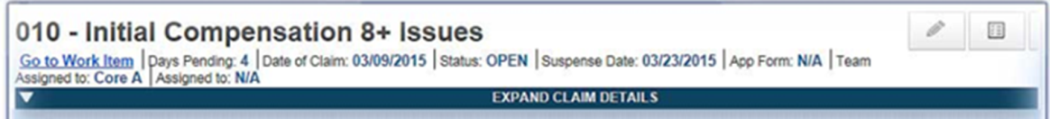 010 - Initial Compensation 8+ Issues
Go to Work Item | Days Pending: 4 | Date of Claim: 03/09/2015 | Status: OPEN | Suspense Date: 03/23/2015 | App Form: N/A | Team
Assigned to: Core A | Assigned to: N/A
EXPAND CLAIM DETAILS